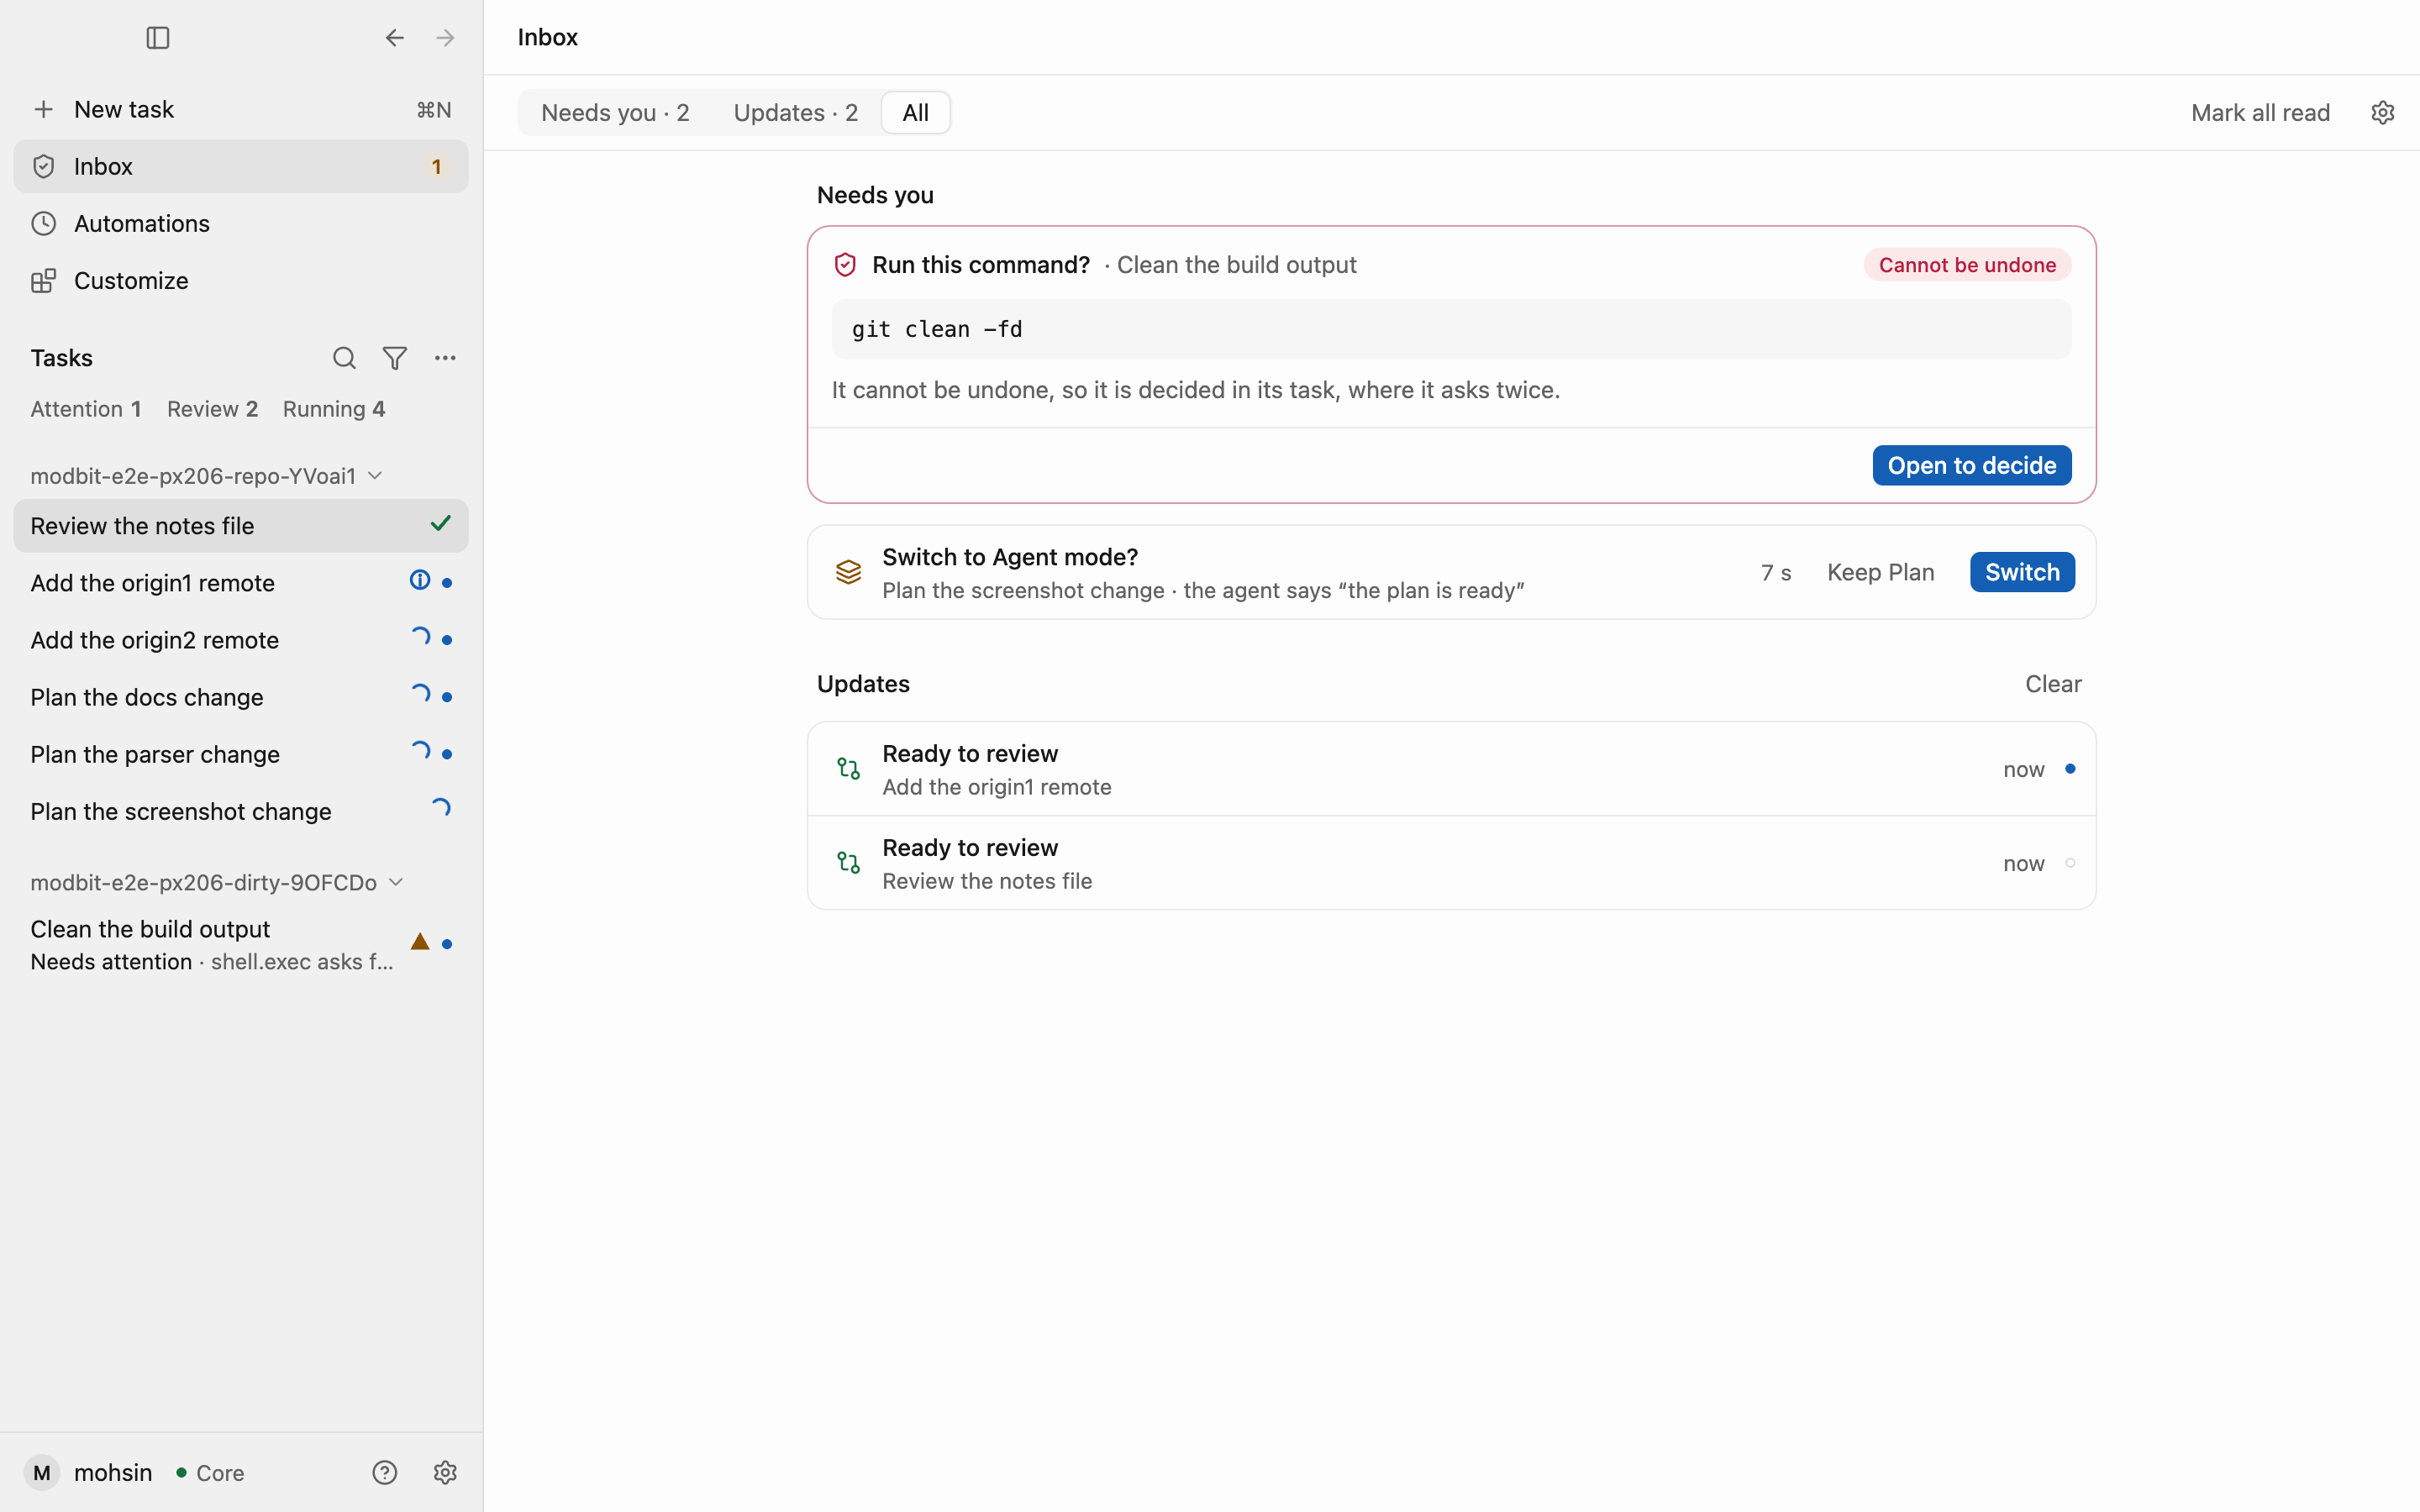 Inbox
New task ⌘N
Inbox 1
Automations
Customize
Tasks
Attention 1 Review 2 Running 4
modbit-e2e-px206-repo-YVoai1
Review the notes file
Add the origin1 remote
Add the origin2 remote
Plan the docs change
Plan the parser change
Plan the screenshot change
modbit-e2e-px206-dirty-9OFCDo
Clean the build output
Needs attention · shell.exec asks f...
M mohsin Core
Needs you · 2 Updates · 2 All Mark all read
Needs you
Run this command? · Clean the build output Cannot be undone
git clean -fd
It cannot be undone, so it is decided in its task, where it asks twice.
Open to decide
Switch to Agent mode?
Plan the screenshot change · the agent says “the plan is ready”
7 s Keep Plan Switch
Updates Clear
Ready to review
Add the origin1 remote
now
Ready to review
Review the notes file
now